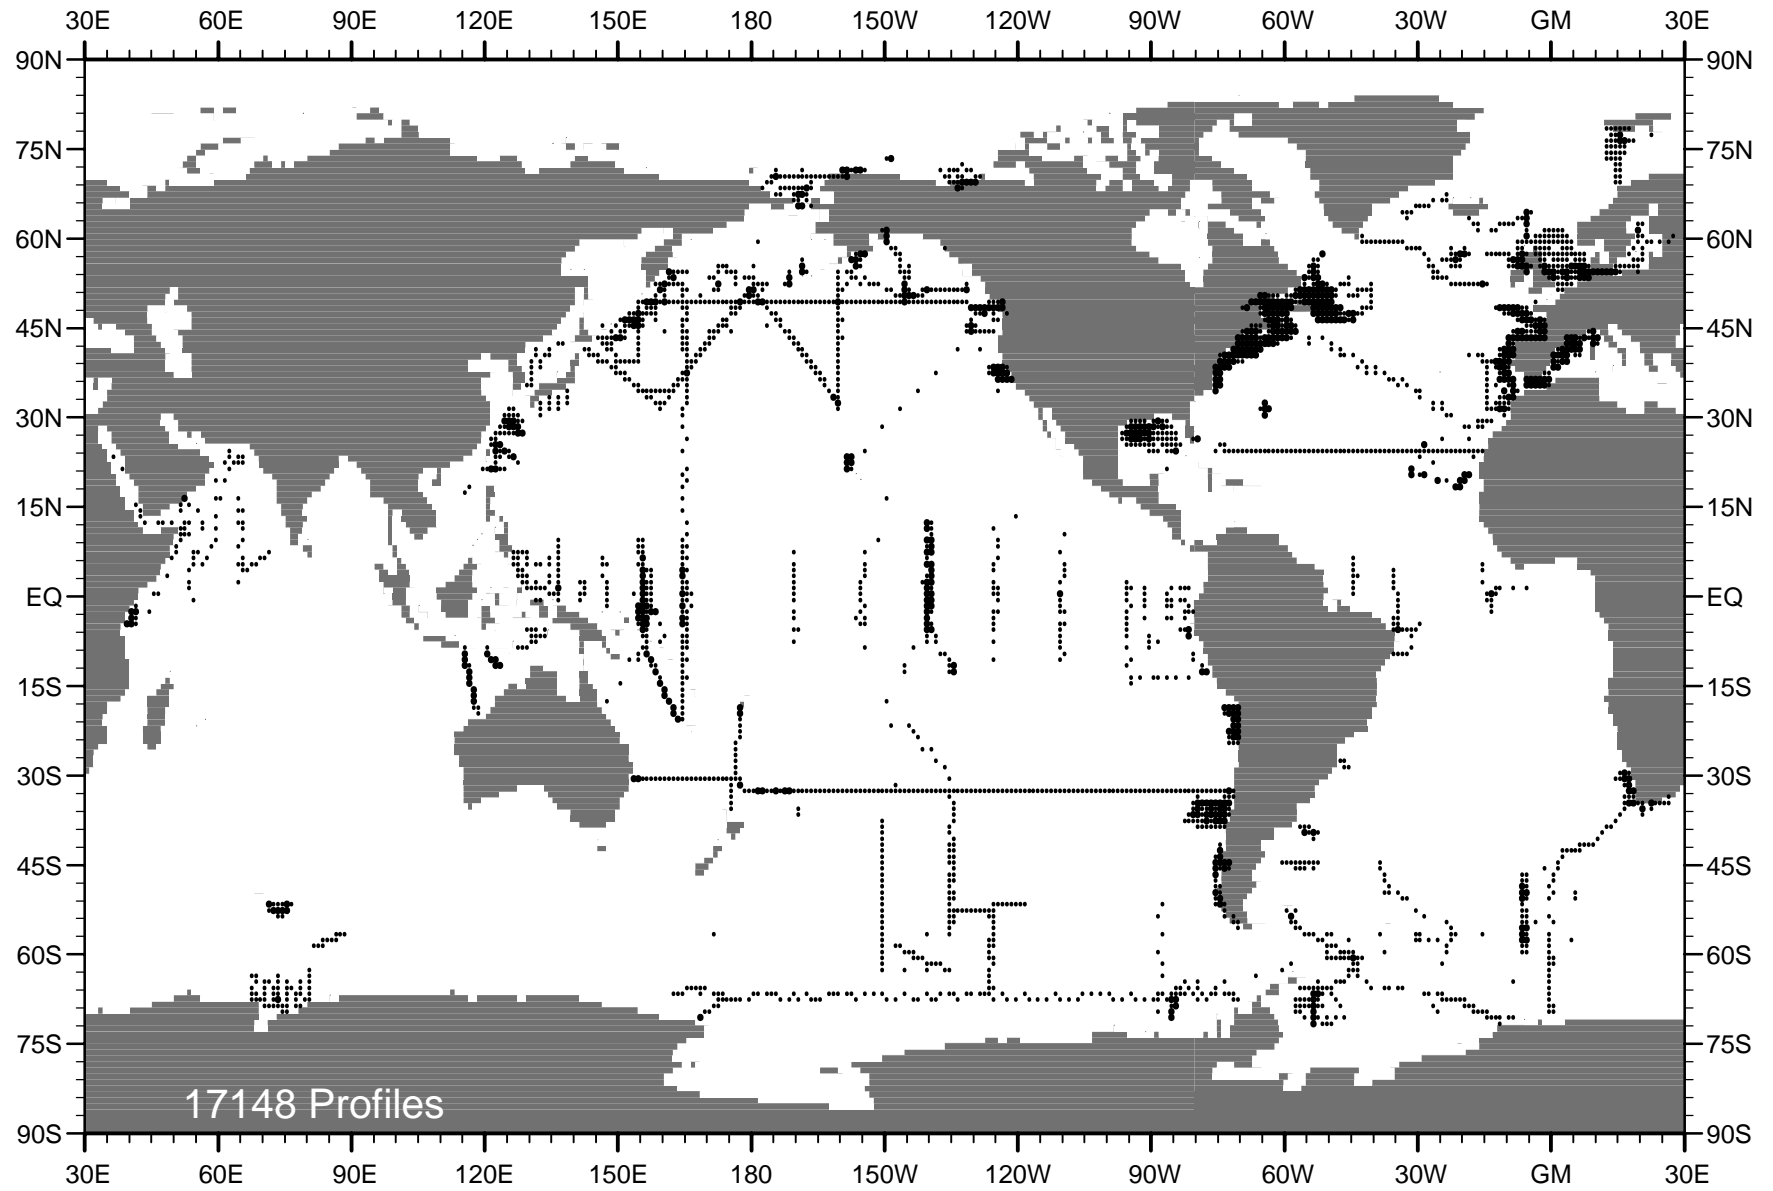 30E 60E 90E 120E 150E 180 150W 120W 90W 60W 30W GM 30E
90N 90N
75N 75N
60N 60N
45N 45N
30N 30N
15N 15N
EQ EQ
15S 15S
30S 30S
45S 45S
60S 60S
75S 75S
17148 Profiles
90S 90S
30E 60E 90E 120E 150E 180 150W 120W 90W 60W 30W GM 30E